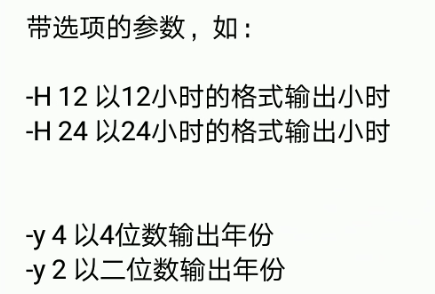 带选项的参数，如：
-H 12 以12小时的格式输出小时
-H 24 以24小时的格式输出小时
-y 4 以4位数输出年份
-y 2 以二位数输出年份